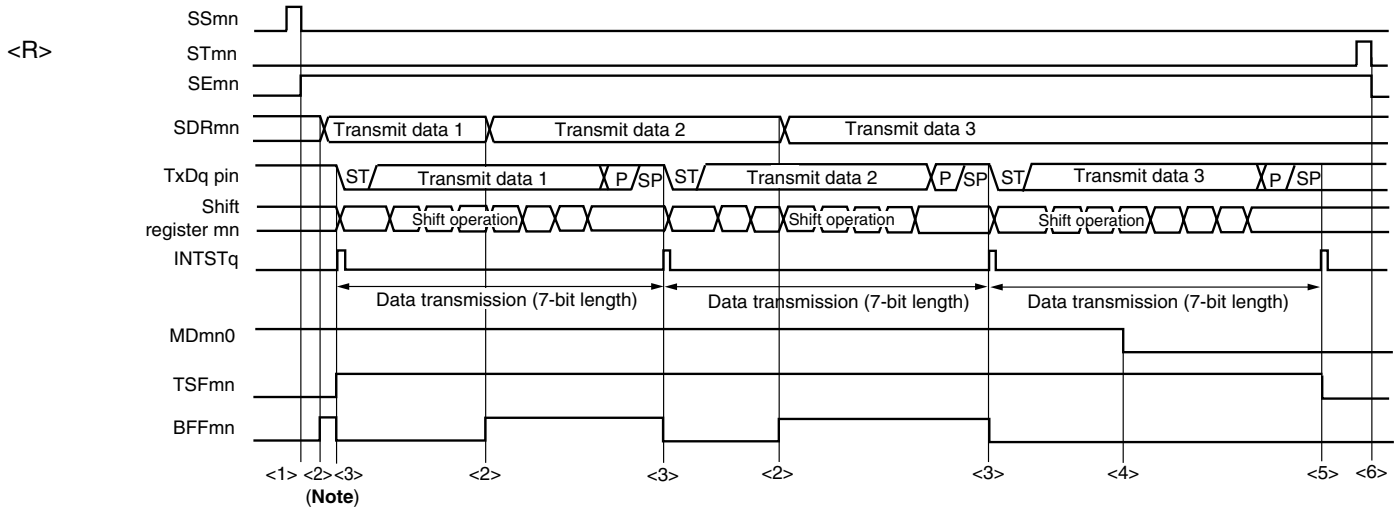 SSmn
<R>
STmn
SEmn
SDRmn Transmit data 1 Transmit data 2 Transmit data 3
TxDq pin ST Transmit data 1 P SP ST Transmit data 2 P SP ST Transmit data 3 P SP
Shift
register mn Shift operation Shift operation Shift operation
INTSTq
Data transmission (7-bit length) Data transmission (7-bit length) Data transmission (7-bit length)
MDmn0
TSFmn
BFFmn
<1> <2> <3> <2> <3> <2> <3> <4> <5> <6>
(Note)